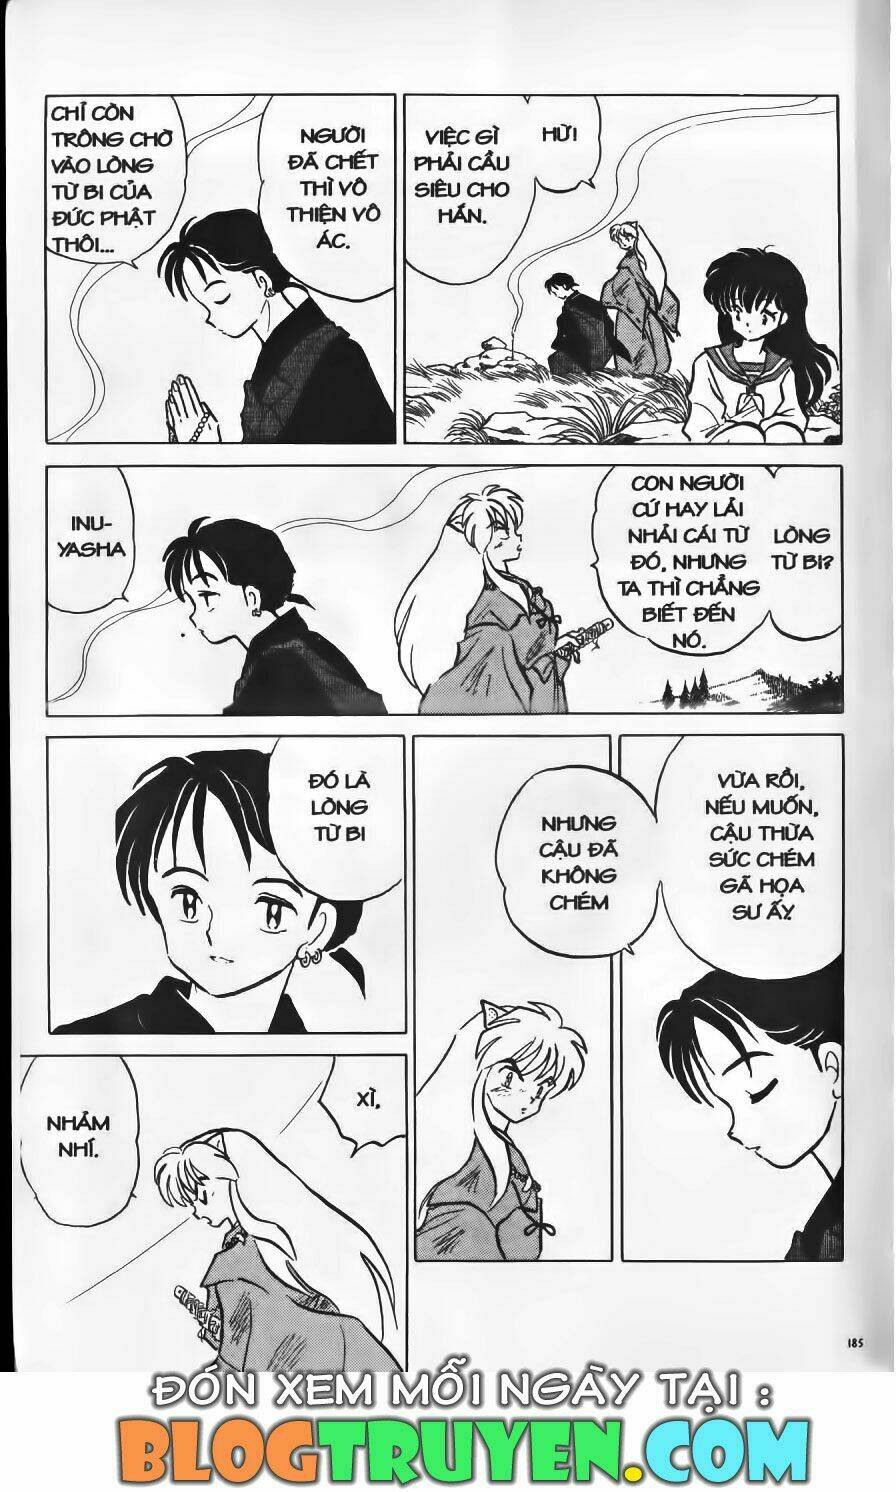 HỪ!
VIỆC GÌ
PHẢI CẦU
SIÊU CHO
HẮN.
NGƯỜI
ĐÃ CHẾT
THÌ VÔ
THIỆN VÔ
ÁC.
CHỈ CÒN
TRÔNG CHỜ
VÀO LÒNG
TỪ BI CỦA
ĐỨC PHẬT
THÔI...
LÒNG
TỪ BI?
CON NGƯỜI
CỨ HAY LẢI
NHẢI CÁI TỪ
ĐÓ, NHƯNG
TA THÌ CHẲNG
BIẾT ĐẾN
NÓ.
INU-
YASHA
VỪA RỒI,
NẾU MUỐN,
CẬU THỪA
SỨC CHÉM
GÃ HỌA
SƯ ẤY.
NHƯNG
CẬU ĐÃ
KHÔNG
CHÉM
ĐÓ LÀ
LÒNG
TỪ BI
XÌ,
NHẢM
NHÍ.
185
ĐÓN XEM MỖI NGÀY TẠI :
BLOGTRUYEN.COM